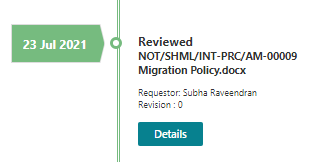 23 Jul 2021
Reviewed
NOT/SHML/INT-PRC/AM-00009
Migration Policy.docx
Requestor: Subha Raveendran
Revision : 0
Details